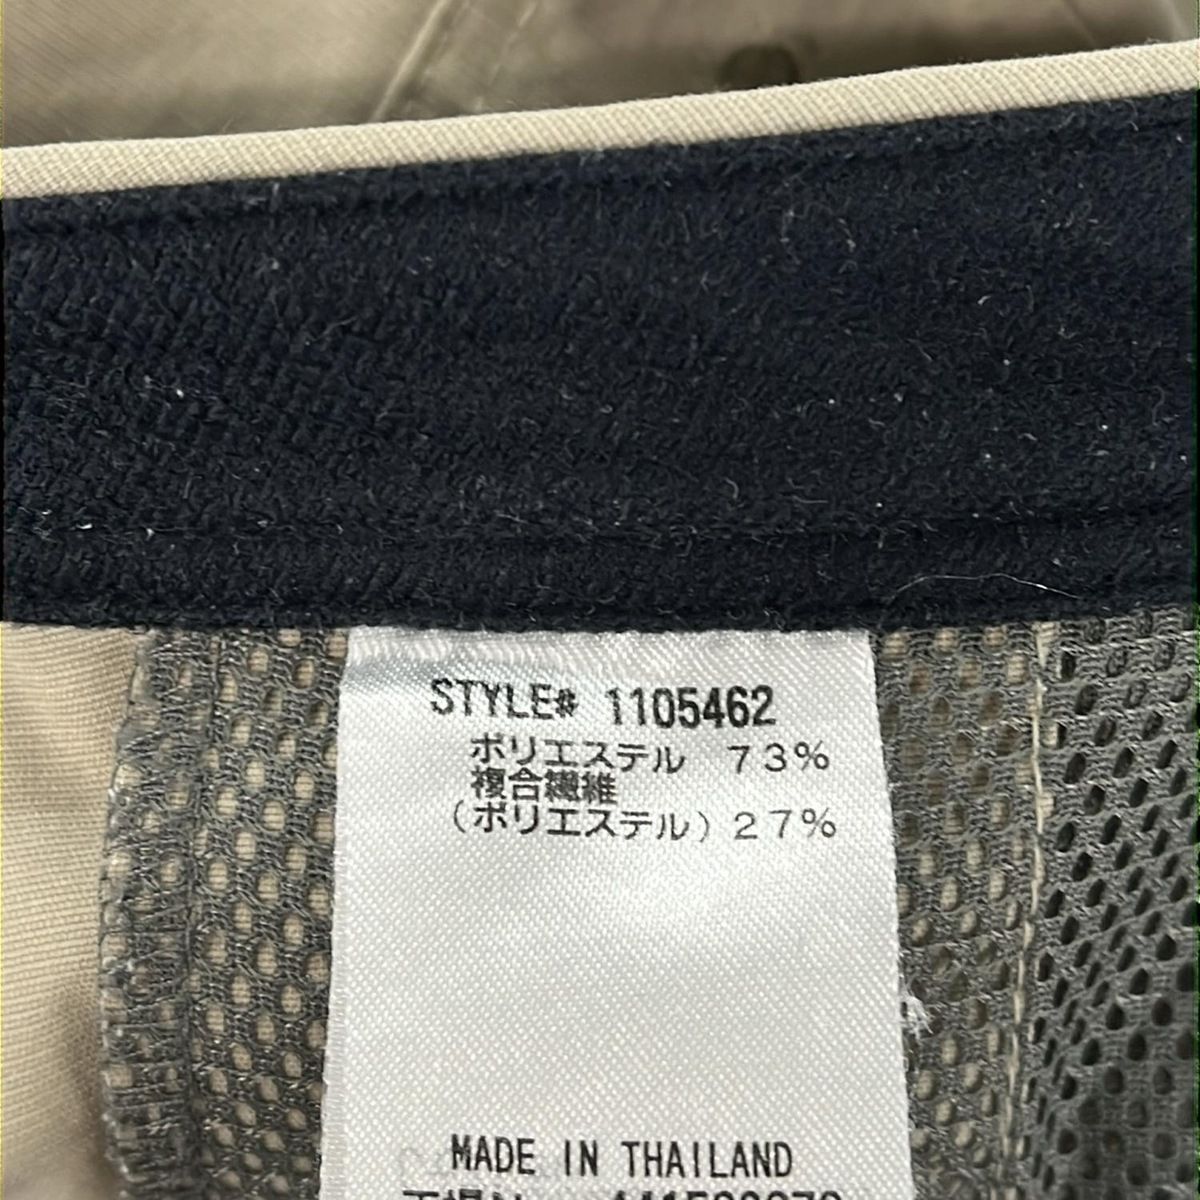 STYLE# 1105462
ポリエステル 73%
複合繊維
(ポリエステル) 27%
MADE IN THAILAND